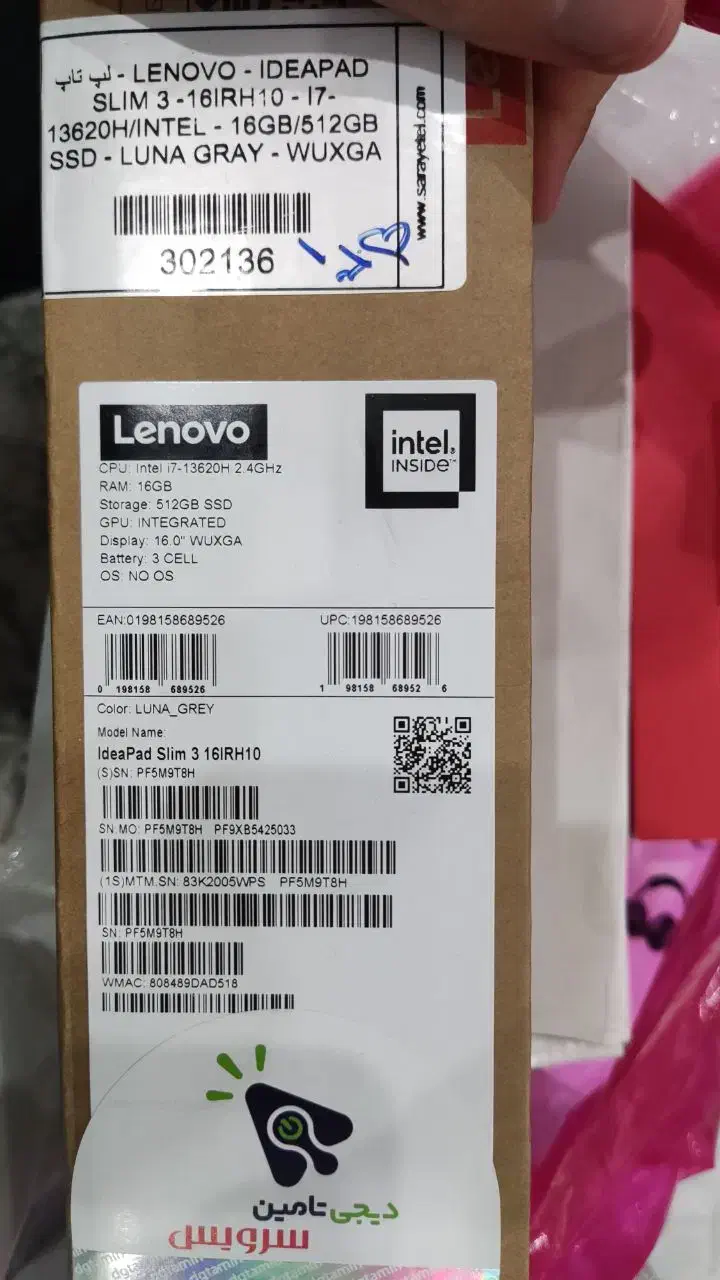 لپ تاپ - LENOVO - IDEAPAD
SLIM 3 -16IRH10 - I7-
13620H/INTEL - 16GB/512GB
SSD - LUNA GRAY - WUXGA
302136
www.sarayetel.com
Lenovo
intel.
INSIDE™
CPU: Intel i7-13620H 2.4GHz
RAM: 16GB
Storage: 512GB SSD
GPU: INTEGRATED
Display: 16.0" WUXGA
Battery: 3 CELL
OS: NO OS
EAN:0198158689526
UPC:198158689526
0 198158 689526
1 98158 68952 6
Color: LUNA_GREY
Model Name:
IdeaPad Slim 3 16IRH10
(S)SN: PF5M9T8H
SN MO: PF5M9T8H PF9XB5425033
(1S)MTM.SN: 83K2005WPS PF5M9T8H
SN: PF5M9T8H
WMAC: 808489DAD518
دیجی تامین
سرویس